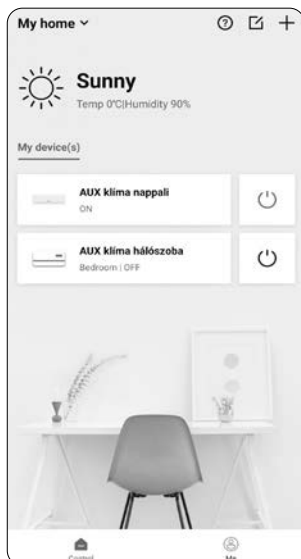 My home
Sunny
Temp 0°C|Humidity 90%
My device(s)
AUX klíma nappali
ON
AUX klíma hálószoba
Bedroom | OFF
Control
Me